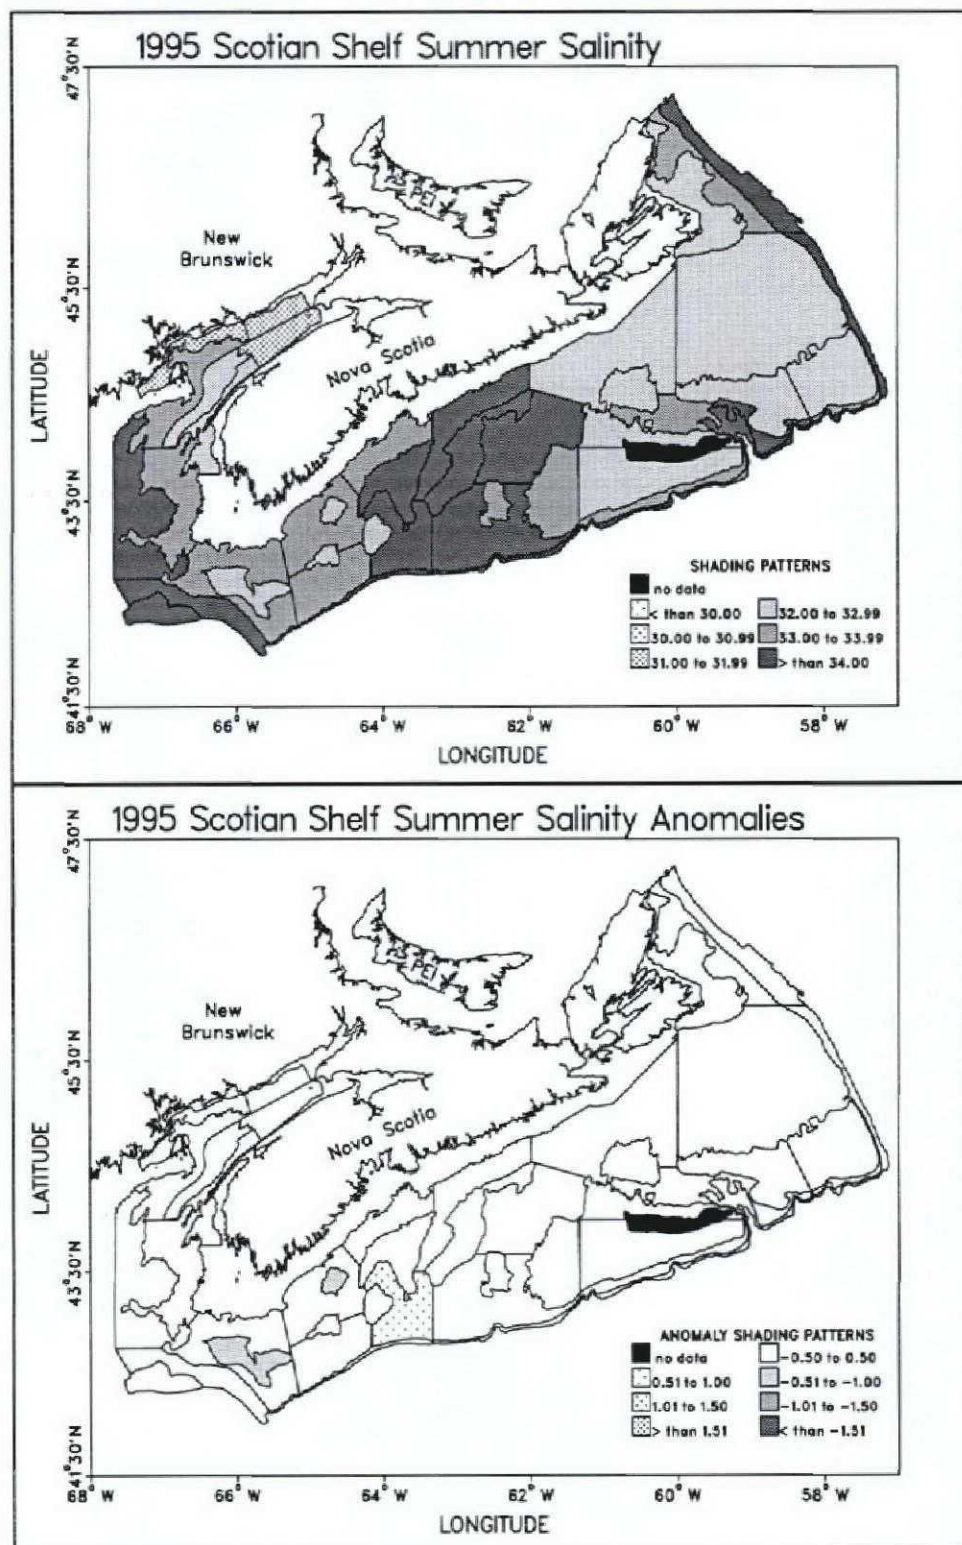 1995 Scotian Shelf Summer Salinity
47°30'N
45°30'N
43°30'N
41°30'N
LATITUDE
New
Brunswick
PEI
Nova Scotia
SHADING PATTERNS
no data
< than 30.00
30.00 to 30.99
31.00 to 31.99
32.00 to 32.99
33.00 to 33.99
> than 34.00
68° W
66° W
64° W
62° W
60° W
58° W
LONGITUDE
1995 Scotian Shelf Summer Salinity Anomalies
47°30'N
45°30'N
43°30'N
41°30'N
LATITUDE
New
Brunswick
PEI
Nova Scotia
ANOMALY SHADING PATTERNS
no data
0.51 to 1.00
1.01 to 1.50
> than 1.51
-0.50 to 0.50
-0.51 to -1.00
-1.01 to -1.50
< than -1.51
68° W
66° W
64° W
62° W
60° W
58° W
LONGITUDE